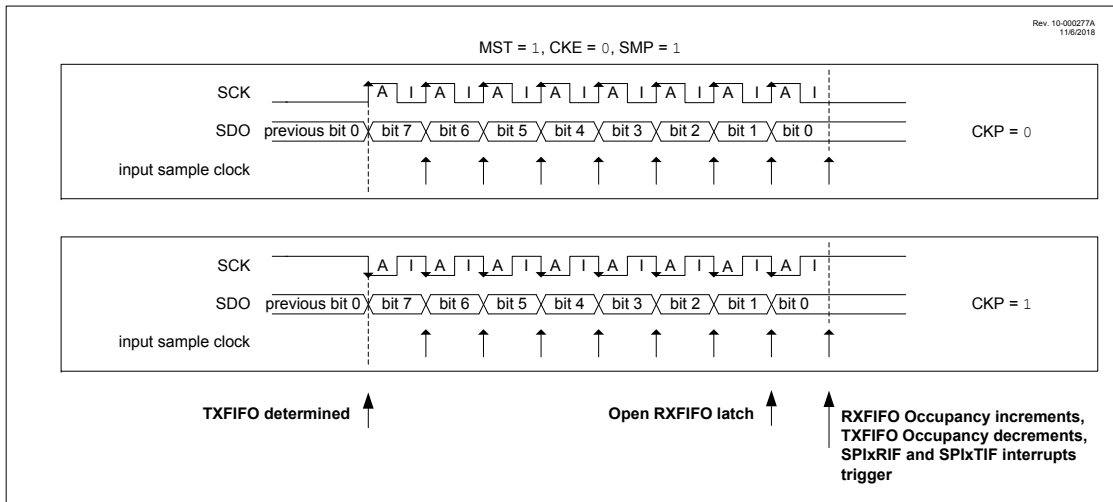 Rev. 10-000277A
11/6/2018
MST = 1, CKE = 0, SMP = 1
SCK A I A I A I A I A I A I A I A I
SDO previous bit 0 bit 7 bit 6 bit 5 bit 4 bit 3 bit 2 bit 1 bit 0 CKP = 0
input sample clock
SCK A I A I A I A I A I A I A I A I
SDO previous bit 0 bit 7 bit 6 bit 5 bit 4 bit 3 bit 2 bit 1 bit 0 CKP = 1
input sample clock
TXFIFO determined
Open RXFIFO latch
RXFIFO Occupancy increments,
TXFIFO Occupancy decrements,
SPIxRIF and SPIxTIF interrupts
trigger